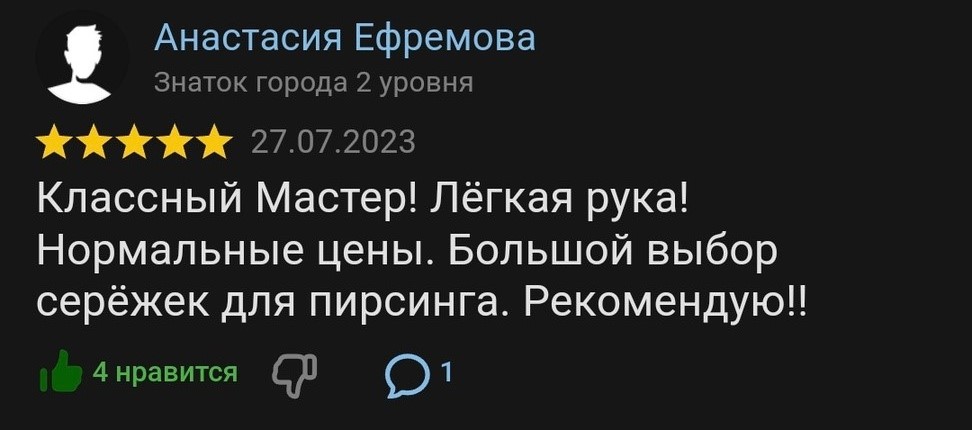 Анастасия Ефремова
Знаток города 2 уровня
27.07.2023
Классный Мастер! Лёгкая рука!
Нормальные цены. Большой выбор
серёжек для пирсинга. Рекомендую!!
4 нравится 1